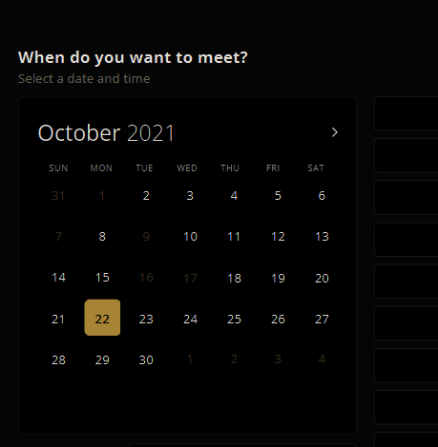 When do you want to meet?
Select a date and time
October 2021
SUN MON TUE WED THU FRI SAT
31 1 2 3 4 5 6
7 8 9 10 11 12 13
14 15 16 17 18 19 20
21 22 23 24 25 26 27
28 29 30 1 2 3 4